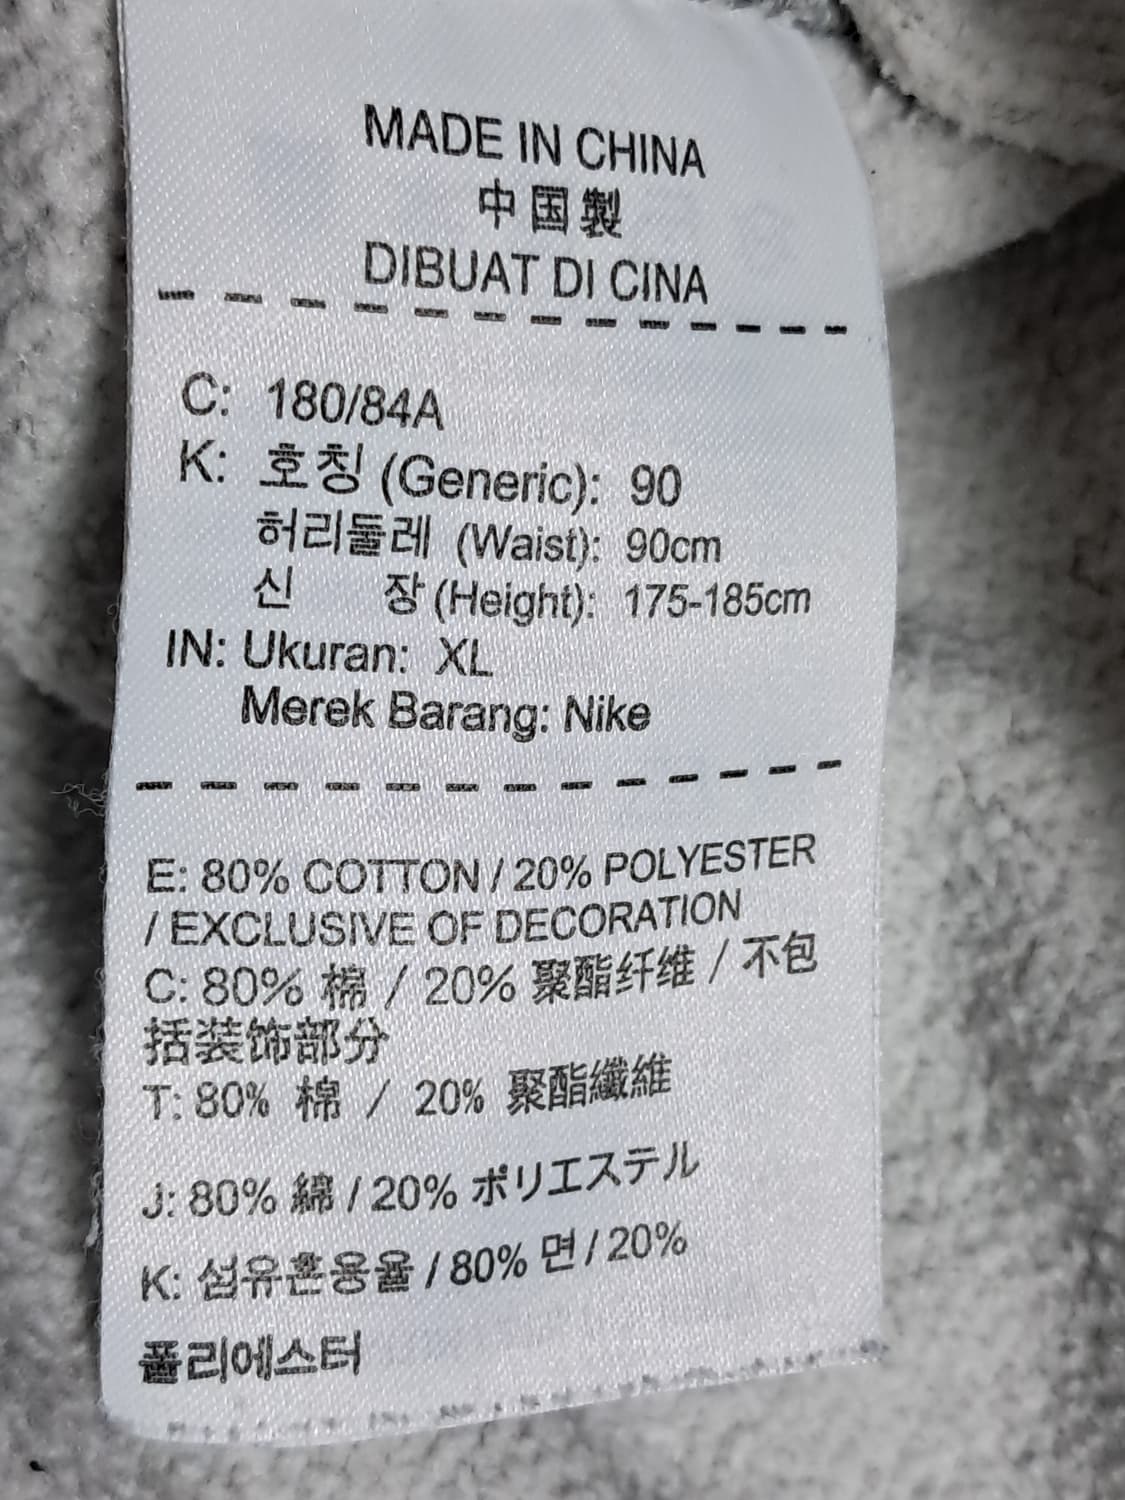 MADE IN CHINA
中国製
DIBUAT DI CINA
C: 180/84A
K: 호칭 (Generic): 90
허리둘레 (Waist): 90cm
신 장 (Height): 175-185cm
IN: Ukuran: XL
Merek Barang: Nike
E: 80% COTTON / 20% POLYESTER
/ EXCLUSIVE OF DECORATION
C: 80% 棉 / 20% 聚酯纤维 / 不包
括装饰部分
T: 80% 棉 / 20% 聚酯纖維
J: 80% 綿 / 20% ポリエステル
K: 섬유혼용율 / 80% 면 / 20%
폴리에스터